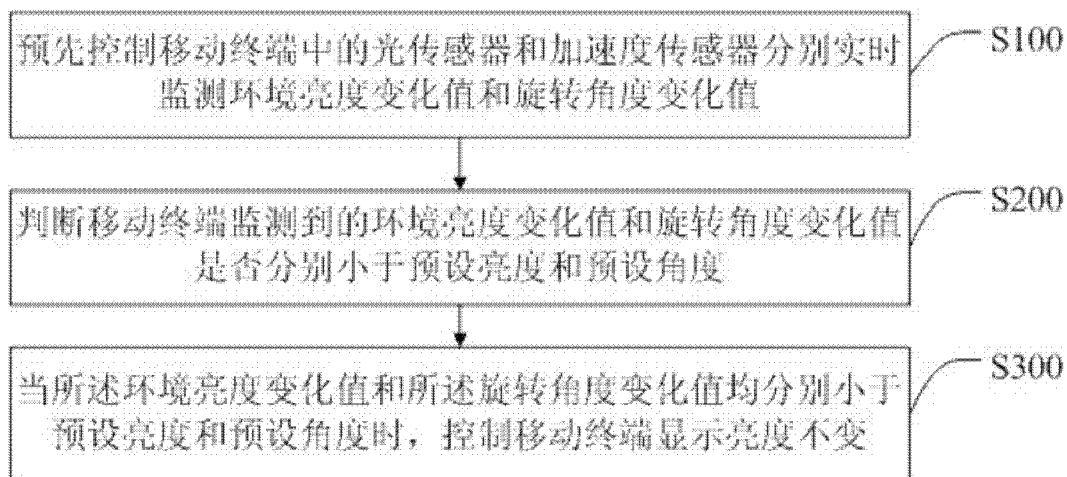 预先控制移动终端中的光传感器和加速度传感器分别实时
监测环境亮度变化值和旋转角度变化值
S100
判断移动终端监测到的环境亮度变化值和旋转角度变化值
是否分别小于预设亮度和预设角度
S200
当所述环境亮度变化值和所述旋转角度变化值均分别小于
预设亮度和预设角度时，控制移动终端显示亮度不变
S300